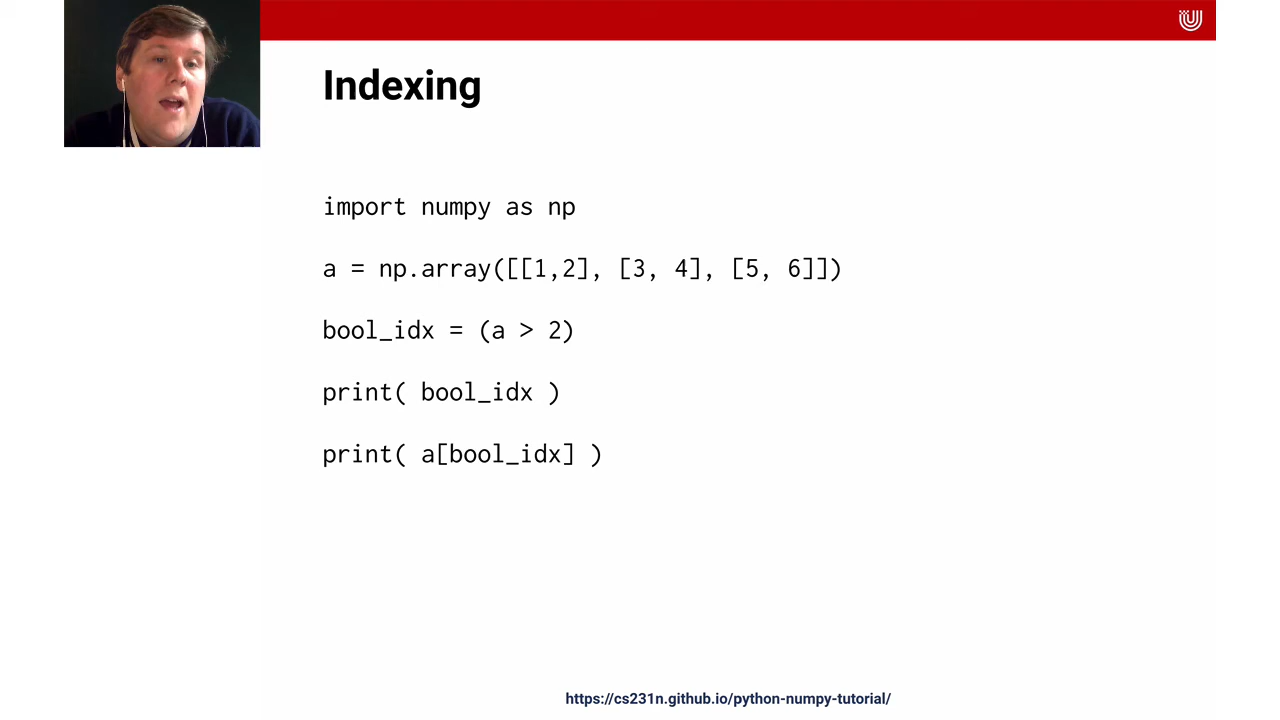 Indexing
import numpy as np
a = np.array([[1,2], [3, 4], [5, 6]])
bool_idx = (a > 2)
print( bool_idx )
print( a[bool_idx] )
https://cs231n.github.io/python-numpy-tutorial/